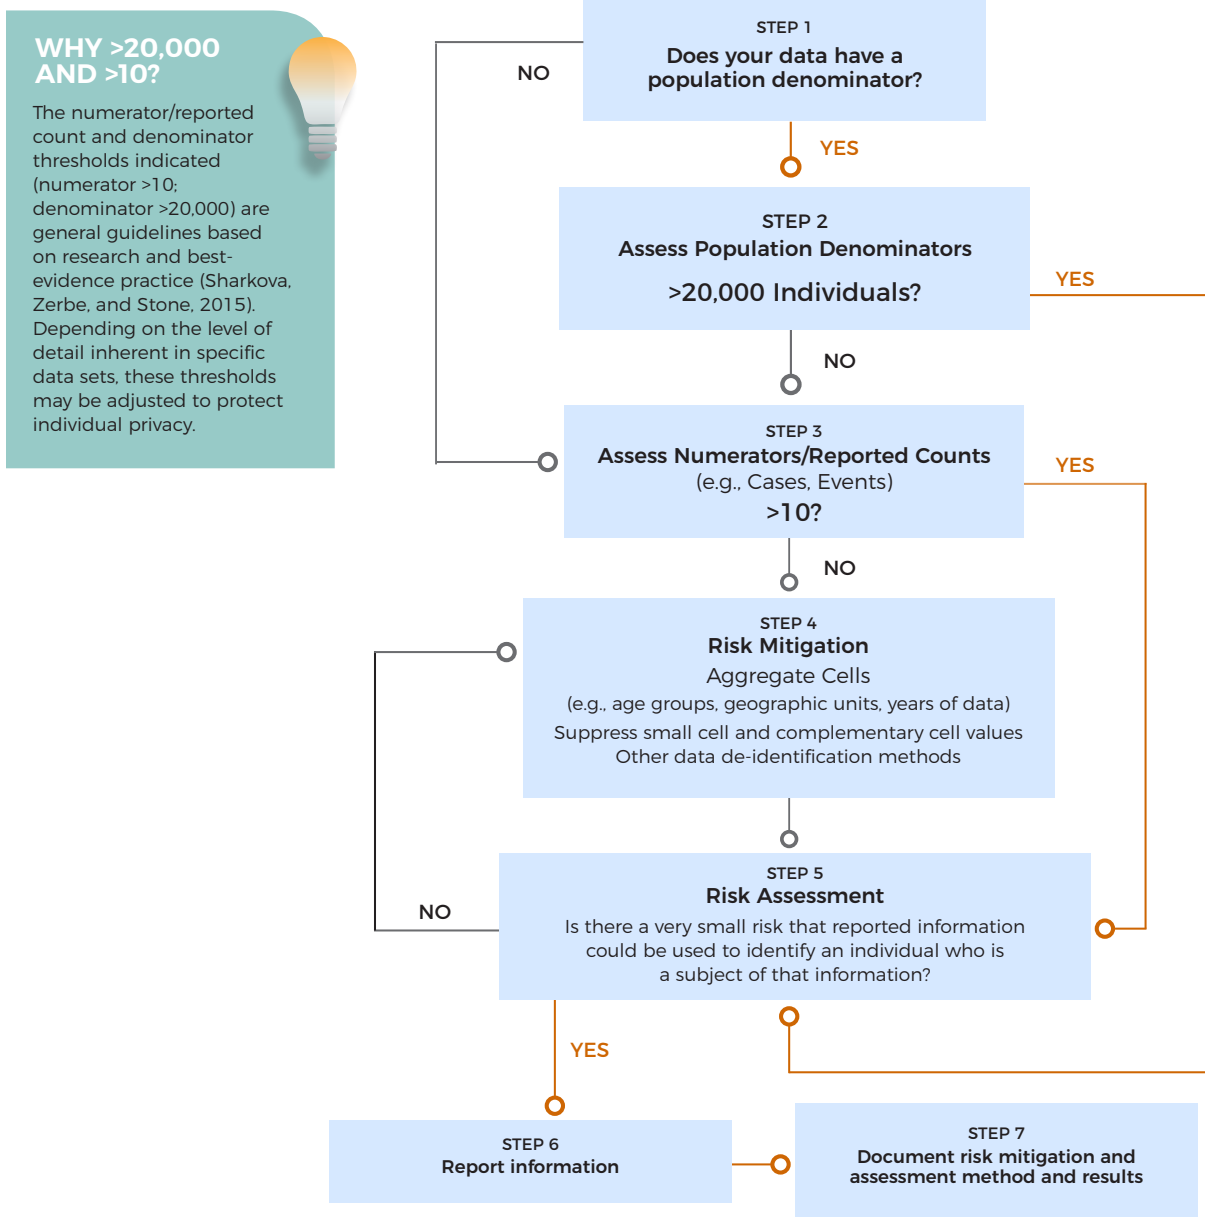 WHY >20,000
AND >10?
The numerator/reported
count and denominator
thresholds indicated
(numerator >10;
denominator >20,000) are
general guidelines based
on research and best-
evidence practice (Sharkova,
Zerbe, and Stone, 2015).
Depending on the level of
detail inherent in specific
data sets, these thresholds
may be adjusted to protect
individual privacy.
STEP 1
Does your data have a
population denominator?
NO
YES
STEP 2
Assess Population Denominators
>20,000 Individuals?
YES
NO
STEP 3
Assess Numerators/Reported Counts
(e.g., Cases, Events)
>10?
YES
NO
STEP 4
Risk Mitigation
Aggregate Cells
(e.g., age groups, geographic units, years of data)
Suppress small cell and complementary cell values
Other data de-identification methods
STEP 5
Risk Assessment
Is there a very small risk that reported information
could be used to identify an individual who is
a subject of that information?
NO
YES
STEP 6
Report information
STEP 7
Document risk mitigation and
assessment method and results